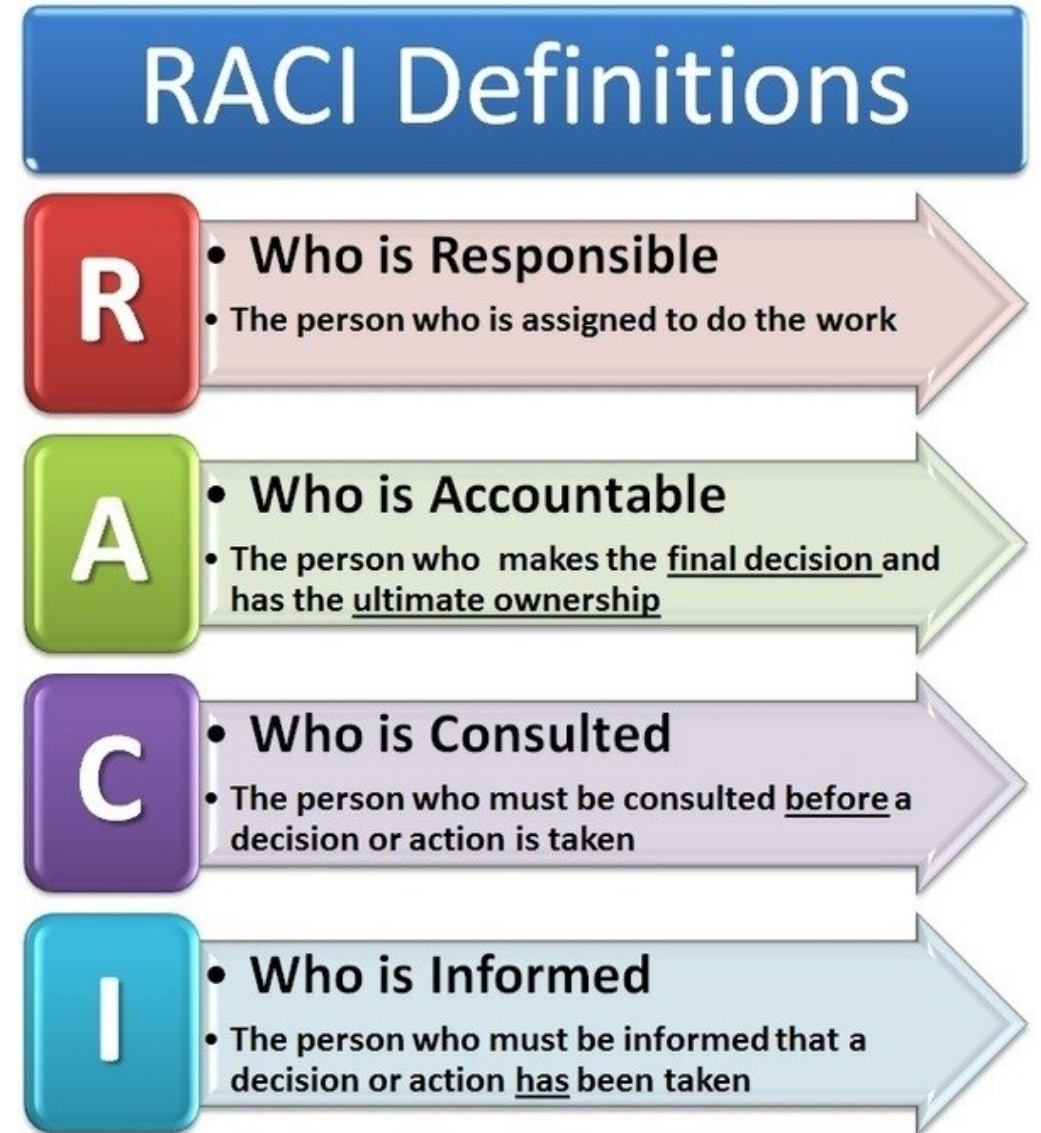 RACI Definitions
R
• Who is Responsible
• The person who is assigned to do the work
A
• Who is Accountable
• The person who makes the final decision and
has the ultimate ownership
C
• Who is Consulted
• The person who must be consulted before a
decision or action is taken
I
• Who is Informed
• The person who must be informed that a
decision or action has been taken